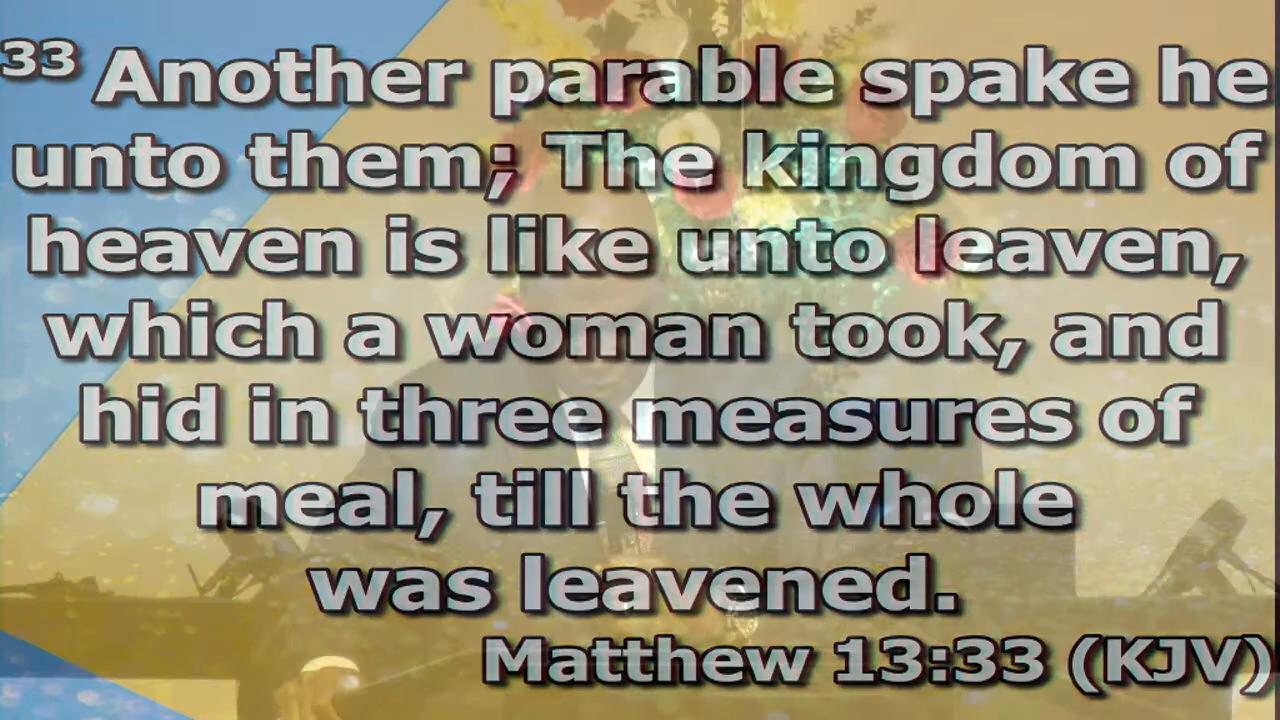 33 Another parable spake he
unto them; The kingdom of
heaven is like unto leaven,
which a woman took, and
hid in three measures of
meal, till the whole
was leavened.
Matthew 13:33 (KJV)